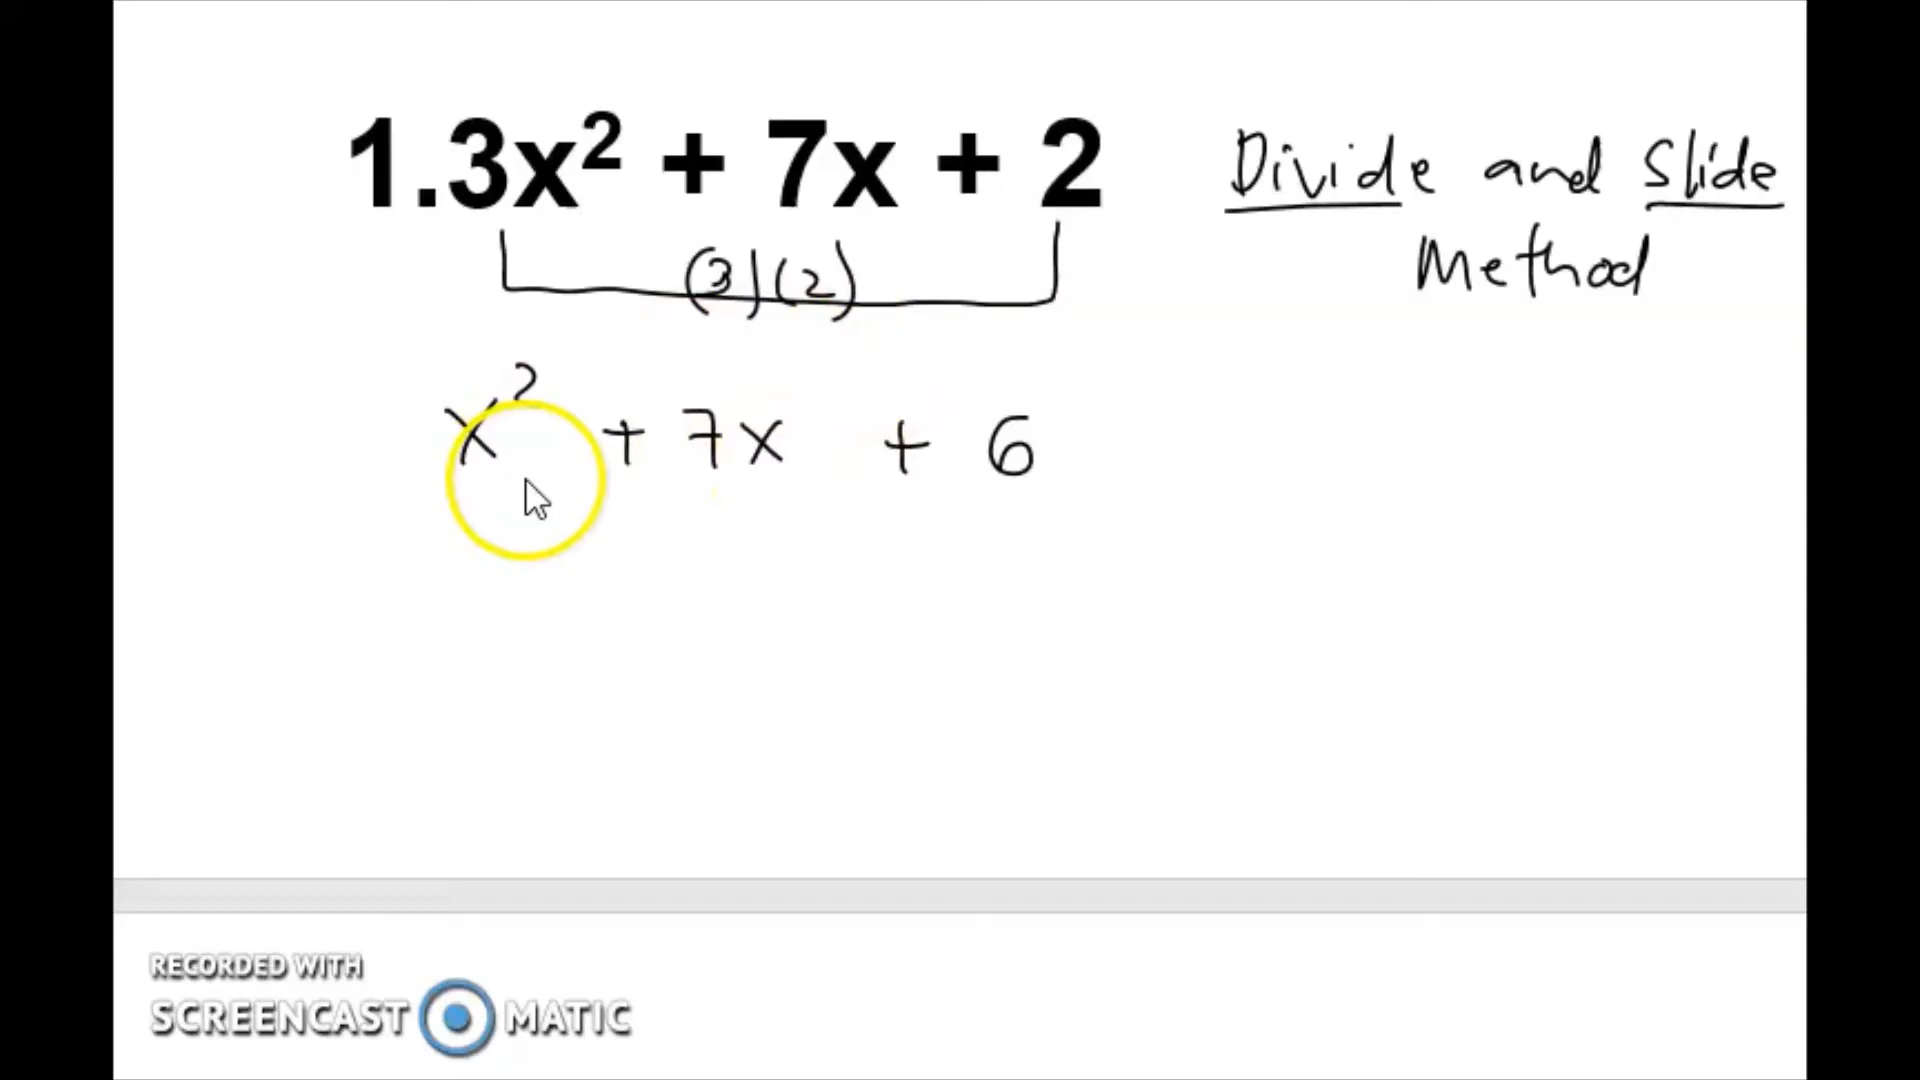 1.3x² + 7x + 2
Divide and Slide
Method
(3)(2)
x² + 7x + 6
RECORDED WITH
SCREENCAST MATIC